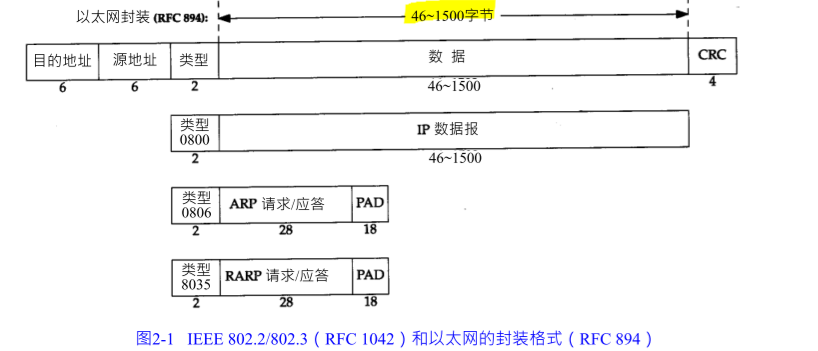 以太网封装 (RFC 894):
46~1500字节
目的地址 源地址 类型 数 据 CRC
6 6 2 46~1500 4
类型
0800
IP 数据报
2 46~1500
类型
0806
ARP 请求/应答 PAD
2 28 18
类型
8035
RARP 请求/应答 PAD
2 28 18
图2-1 IEEE 802.2/802.3（RFC 1042）和以太网的封装格式（RFC 894）